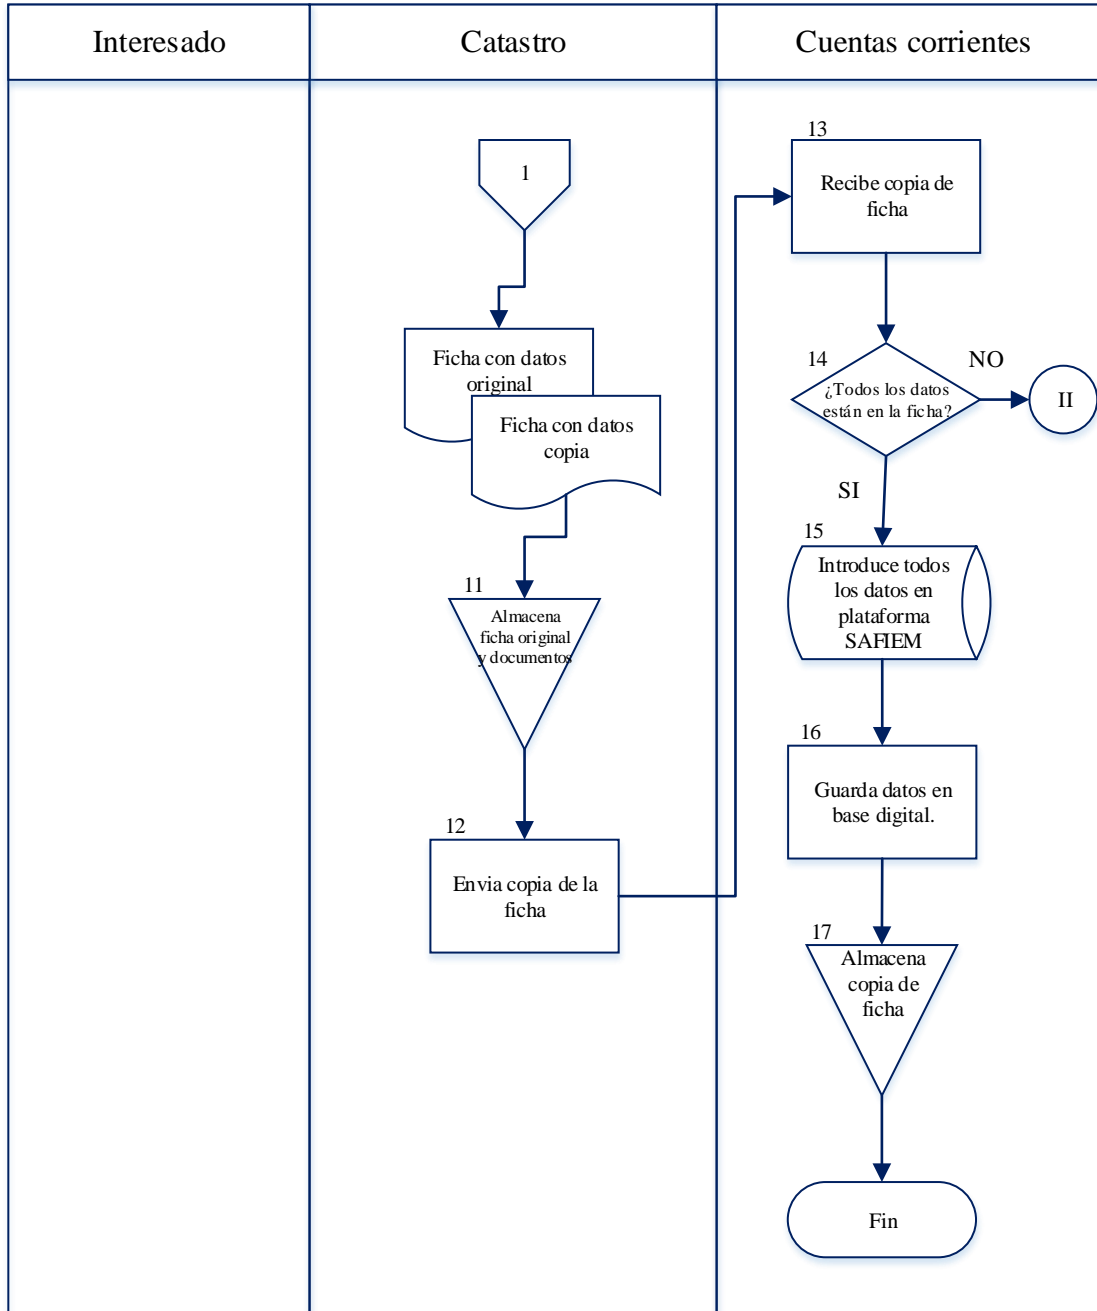 Interesado
Catastro
Cuentas corrientes
1
Ficha con datos
original
Ficha con datos
copia
11
Almacena
ficha original
y documentos
12
Envia copia de la
ficha
13
Recibe copia de
ficha
14
¿Todos los datos
están en la ficha?
NO
II
SI
15
Introduce todos
los datos en
plataforma
SAFIEM
16
Guarda datos en
base digital.
17
Almacena
copia de
ficha
Fin